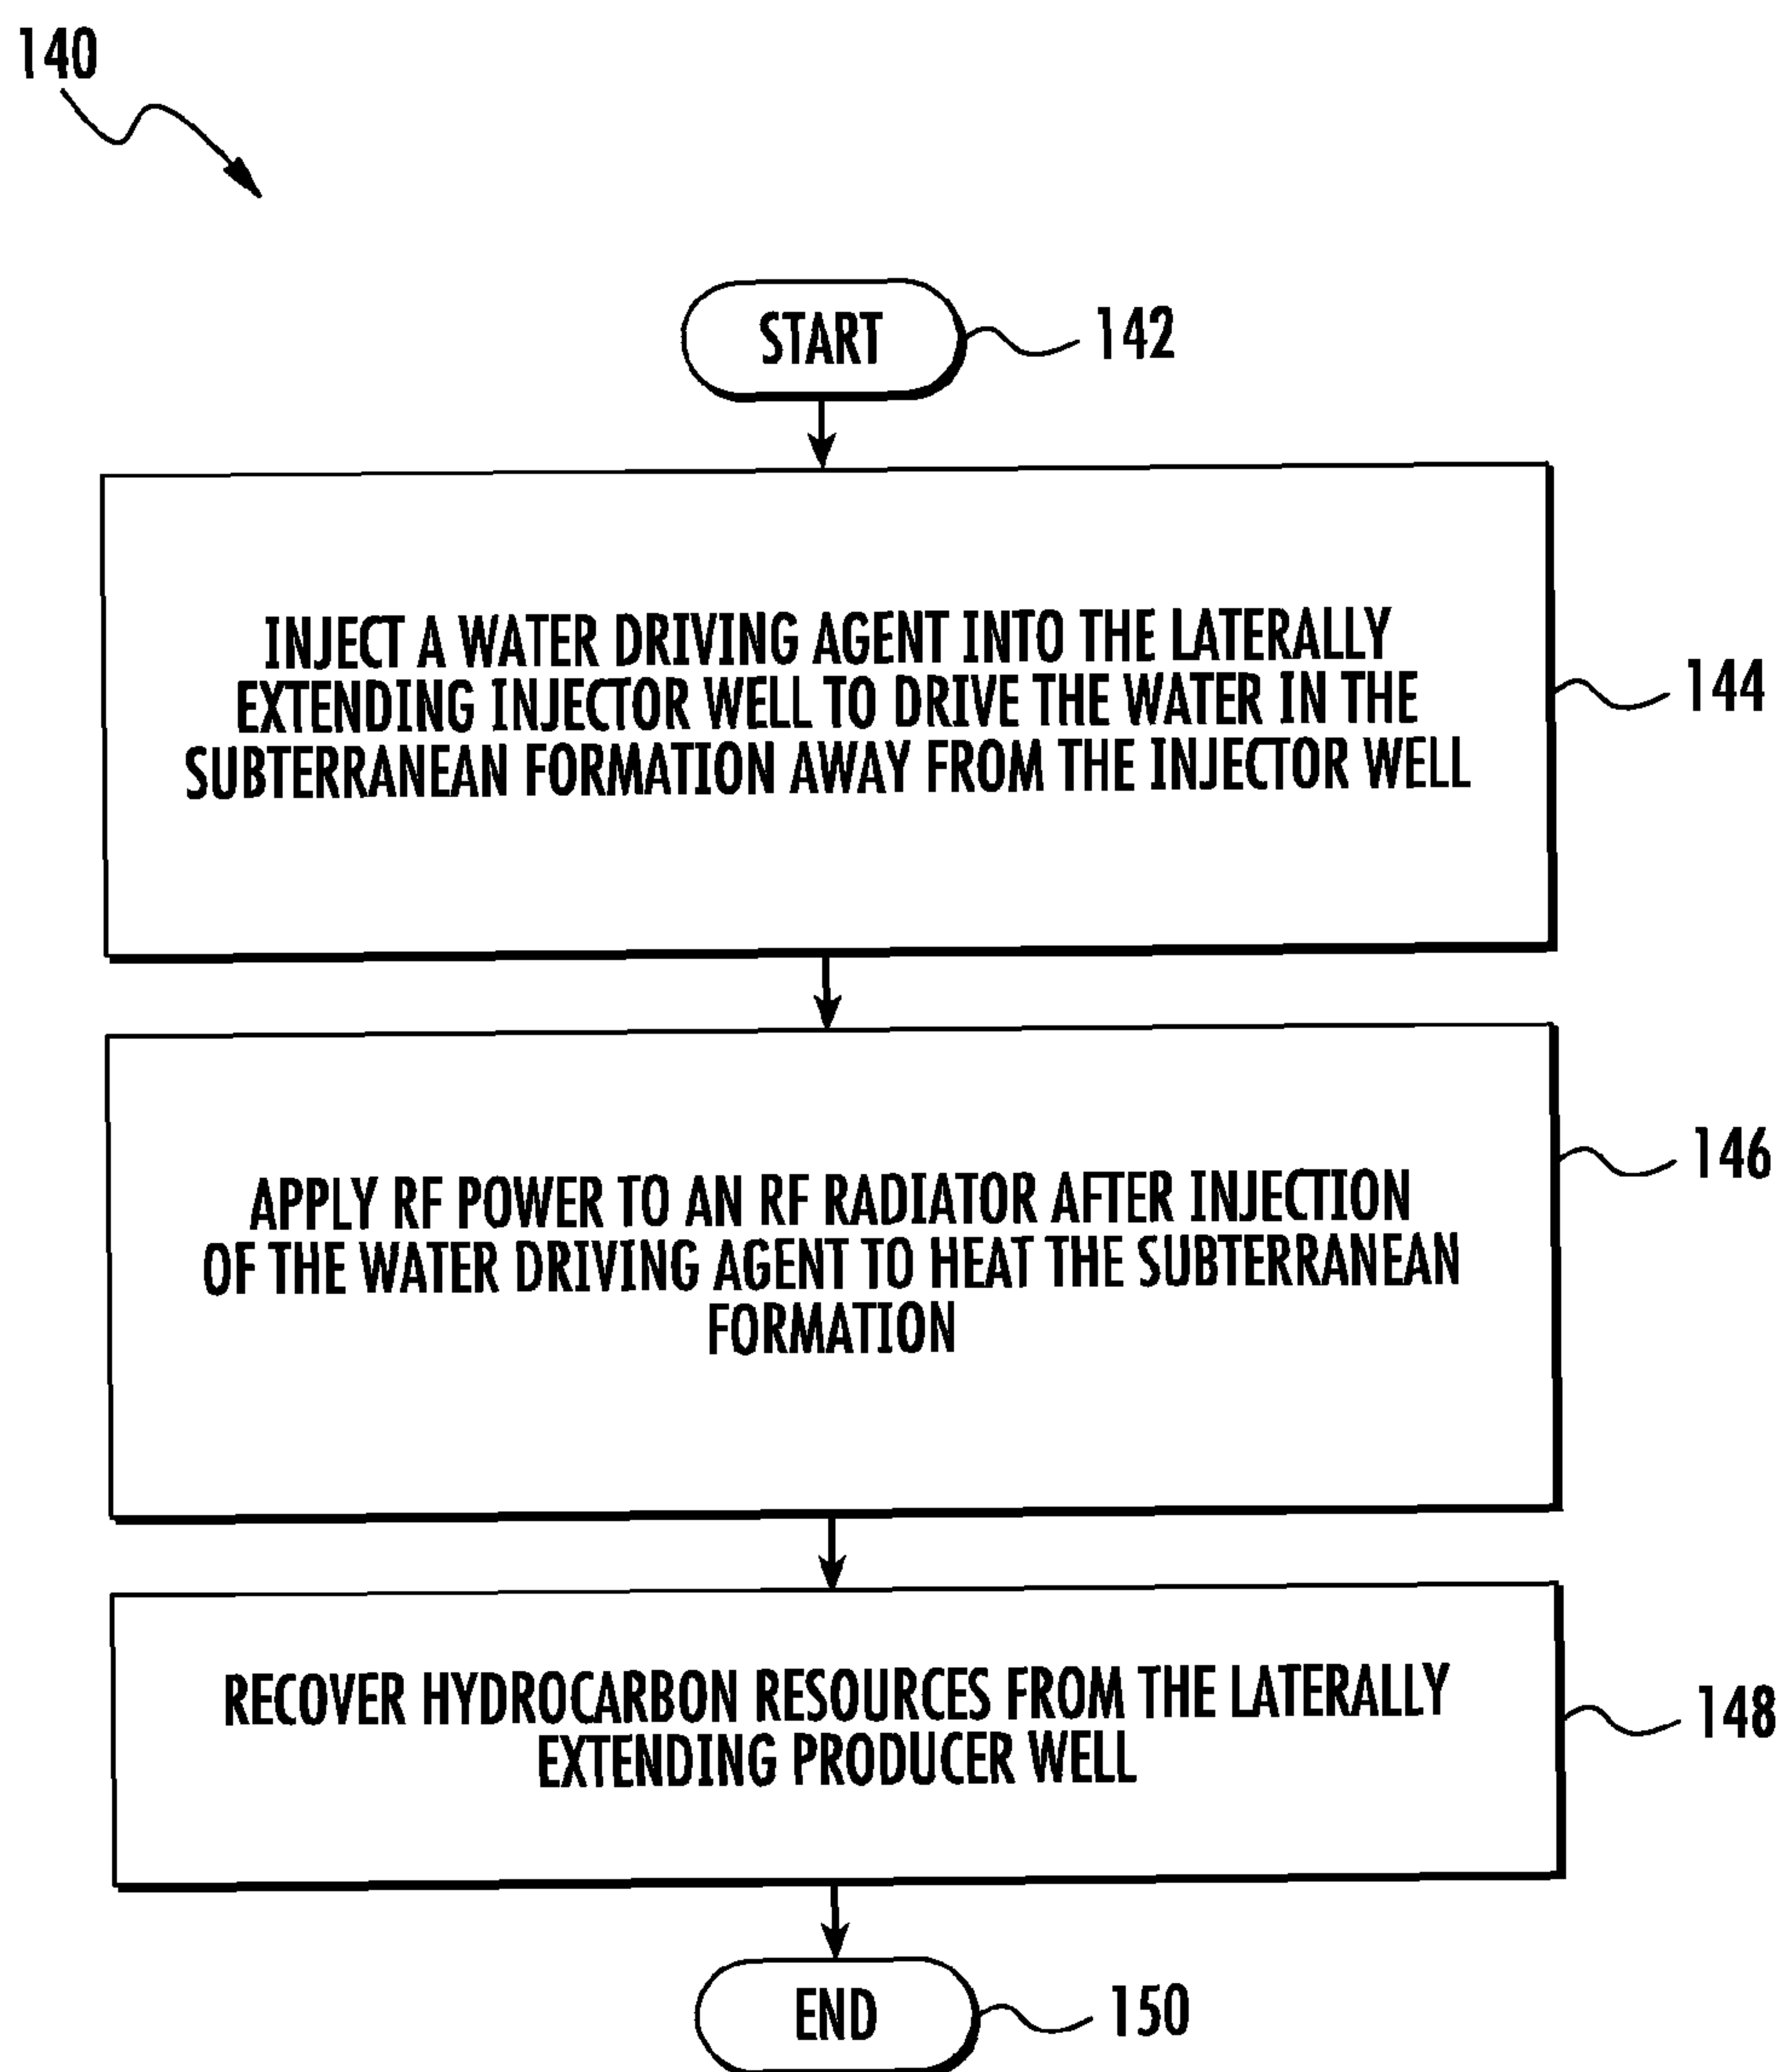 140
START
142
INJECT A WATER DRIVING AGENT INTO THE LATERALLY
EXTENDING INJECTOR WELL TO DRIVE THE WATER IN THE
SUBTERRANEAN FORMATION AWAY FROM THE INJECTOR WELL
144
APPLY RF POWER TO AN RF RADIATOR AFTER INJECTION
OF THE WATER DRIVING AGENT TO HEAT THE SUBTERRANEAN
FORMATION
146
RECOVER HYDROCARBON RESOURCES FROM THE LATERALLY
EXTENDING PRODUCER WELL
148
END
150